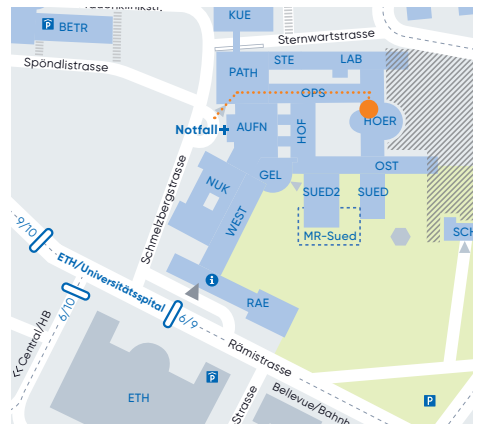 KUE
P
BETR
Sternwartstrasse
Spöndlistrasse
STE
LAB
PATH
OPS
Notfall
AUFN
HOF
HOER
GEL
OST
NUK
SUED2
SUED
Schmelzbergstrasse
WEST
MR-Sued
SCH
9/10
ETH/Universitätsspital
i
6/10
RAE
6/9
<<Central/HB
Rämistrasse
P
ETH
Bellevue/Bahnh
P
Strasse